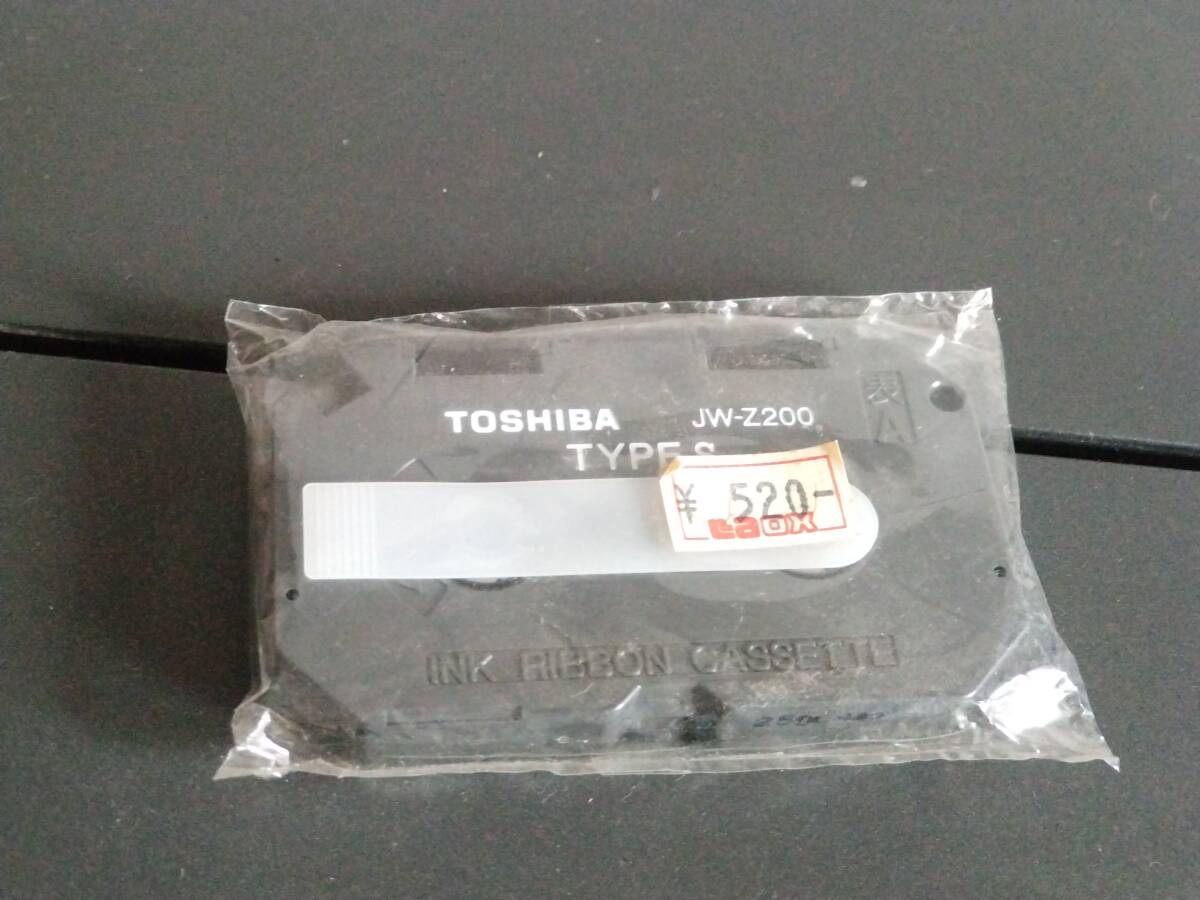 TOSHIBA JW-Z200
表
A
TYPE S
¥ 520-
Laox
INK RIBBON CASSETTE